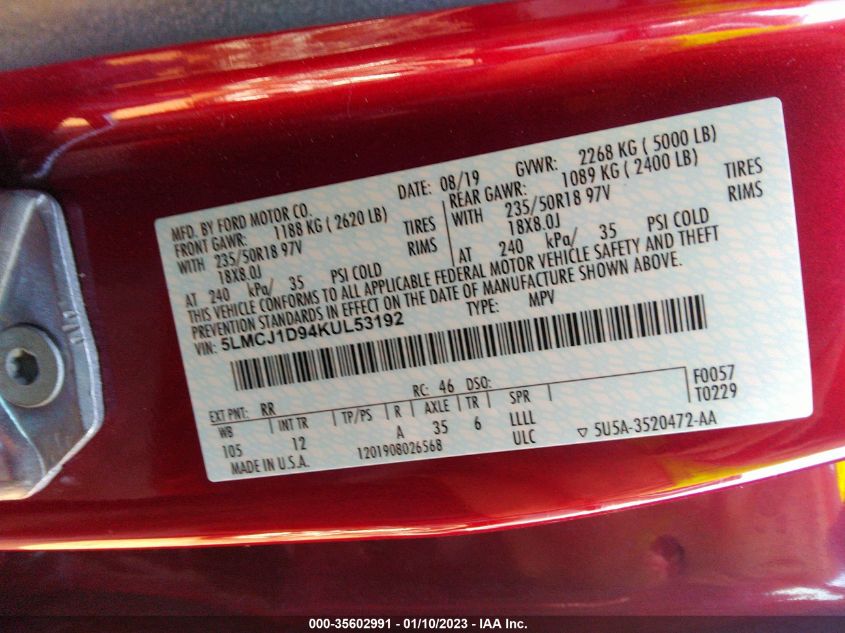 MFD. BY FORD MOTOR CO. DATE: 08/19 GVWR: 2268 KG ( 5000 LB)
FRONT GAWR: 1188 KG ( 2620 LB) REAR GAWR: 1089 KG ( 2400 LB)
WITH 235/50R18 97V TIRES WITH 235/50R18 97V TIRES
18X8.0J RIMS 18X8.0J RIMS
AT 240 kPa/ 35 PSI COLD AT 240 kPa/ 35 PSI COLD
THIS VEHICLE CONFORMS TO ALL APPLICABLE FEDERAL MOTOR VEHICLE SAFETY AND THEFT
PREVENTION STANDARDS IN EFFECT ON THE DATE OF MANUFACTURE SHOWN ABOVE.
VIN: 5LMCJ1D94KUL53192 TYPE: MPV
EXT PNT: RR RC: 46 DSO: F0057
WB INT TR TP/PS R AXLE TR SPR T0229
105 12 A 35 6 LLLL
MADE IN U.S.A. 1201908026568 ULC ▽ 5U5A-3520472-AA
000-35602991 - 01/10/2023 - IAA Inc.